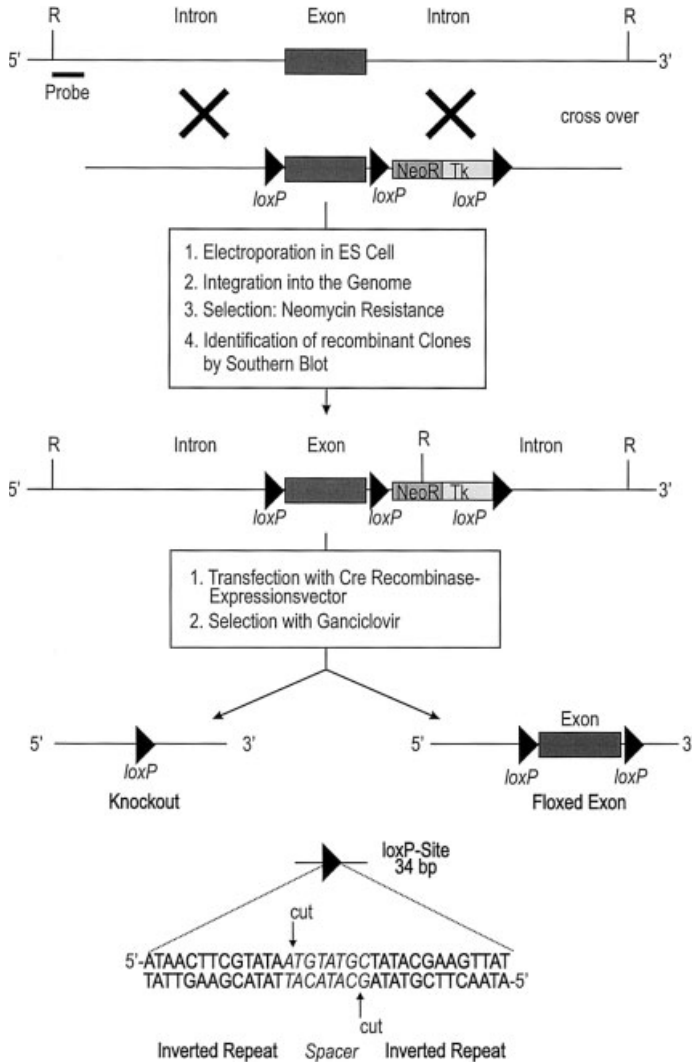 R Intron Exon Intron R
5' 3'
Probe
cross over
NeoR Tk
loxP loxP loxP
1. Electroporation in ES Cell
2. Integration into the Genome
3. Selection: Neomycin Resistance
4. Identification of recombinant Clones
by Southern Blot
R Intron Exon R Intron R
5' NeoR Tk 3'
loxP loxP loxP
1. Transfection with Cre Recombinase-
Expressionsvector
2. Selection with Ganciclovir
Exon
5' 3' 5' 3
loxP loxP loxP
Knockout Floxed Exon
loxP-Site
34 bp
cut
5'-ATAACTTCGTATAATGTATGCTATACGAAGTTAT
TATTGAAGCATATTACATACGATATGCTTCAATA-5'
cut
Inverted Repeat Spacer Inverted Repeat